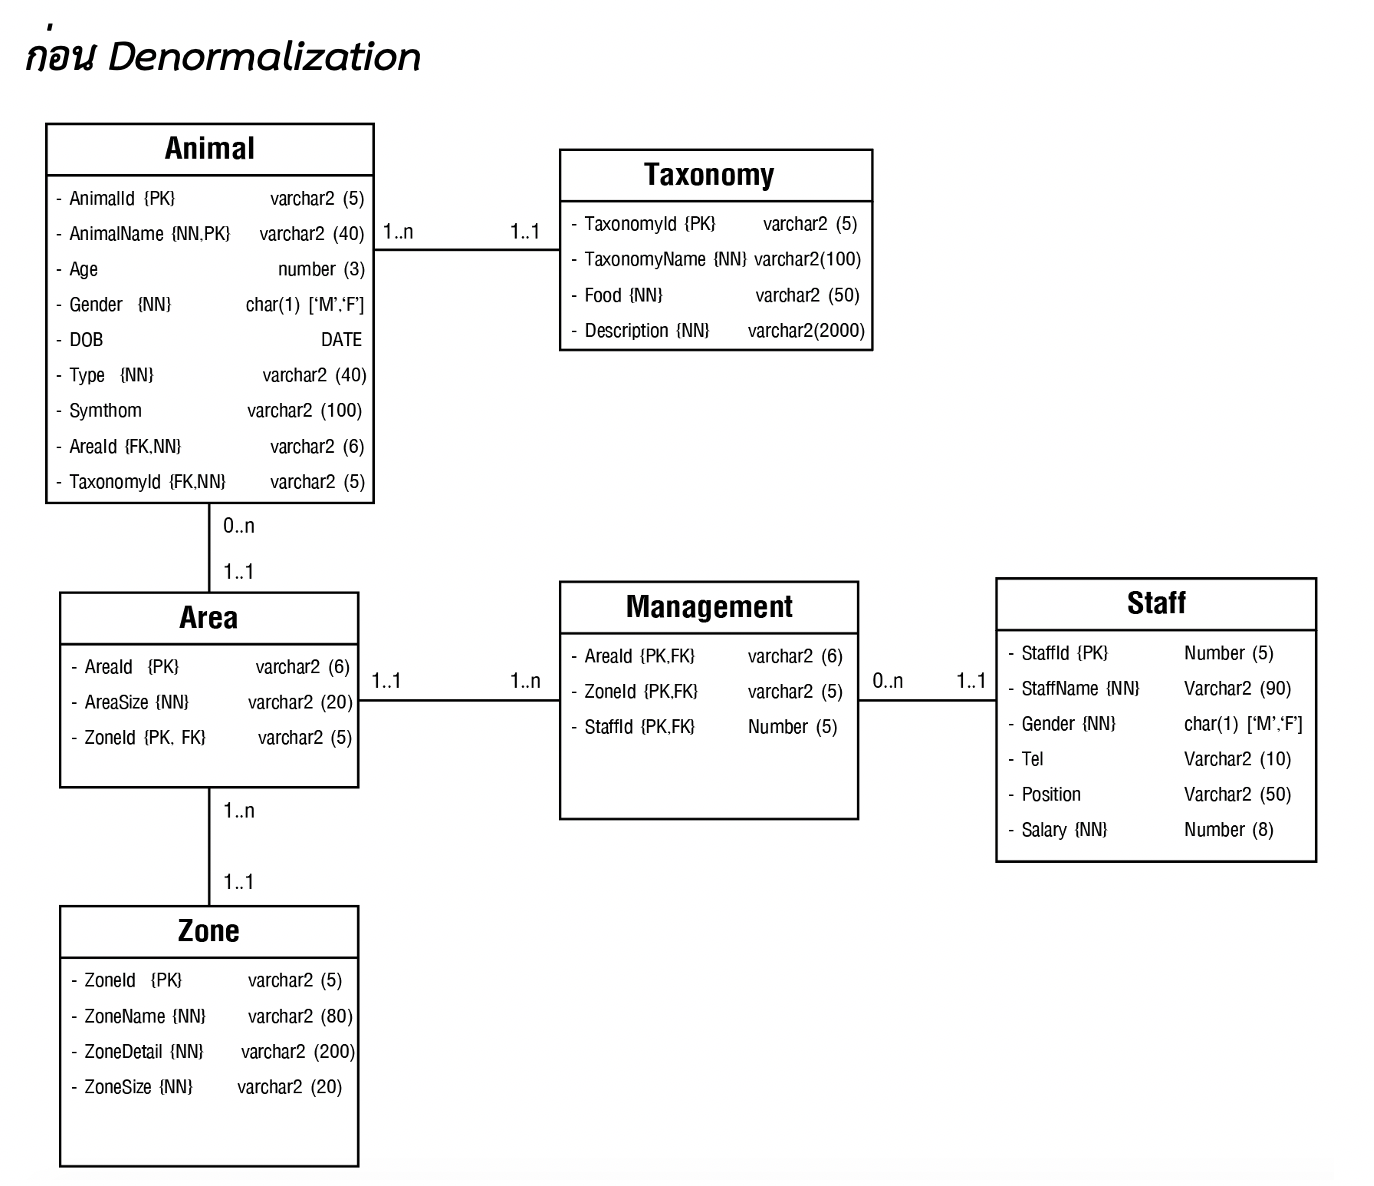 ก่อน Denormalization
Animal
- AnimalId {PK} varchar2 (5)
- AnimalName {NN,PK} varchar2 (40)
- Age number (3)
- Gender {NN} char(1) ['M','F']
- DOB DATE
- Type {NN} varchar2 (40)
- Symthom varchar2 (100)
- AreaId {FK,NN} varchar2 (6)
- TaxonomyId {FK,NN} varchar2 (5)
1..n 1..1
Taxonomy
- TaxonomyId {PK} varchar2 (5)
- TaxonomyName {NN} varchar2(100)
- Food {NN} varchar2 (50)
- Description {NN} varchar2(2000)
0..n
1..1
Area
- AreaId {PK} varchar2 (6)
- AreaSize {NN} varchar2 (20)
- ZoneId {PK, FK} varchar2 (5)
1..1 1..n
Management
- AreaId {PK,FK} varchar2 (6)
- ZoneId {PK,FK} varchar2 (5)
- StaffId {PK,FK} Number (5)
0..n 1..1
Staff
- StaffId {PK} Number (5)
- StaffName {NN} Varchar2 (90)
- Gender {NN} char(1) ['M','F']
- Tel Varchar2 (10)
- Position Varchar2 (50)
- Salary {NN} Number (8)
1..n
1..1
Zone
- ZoneId {PK} varchar2 (5)
- ZoneName {NN} varchar2 (80)
- ZoneDetail {NN} varchar2 (200)
- ZoneSize {NN} varchar2 (20)